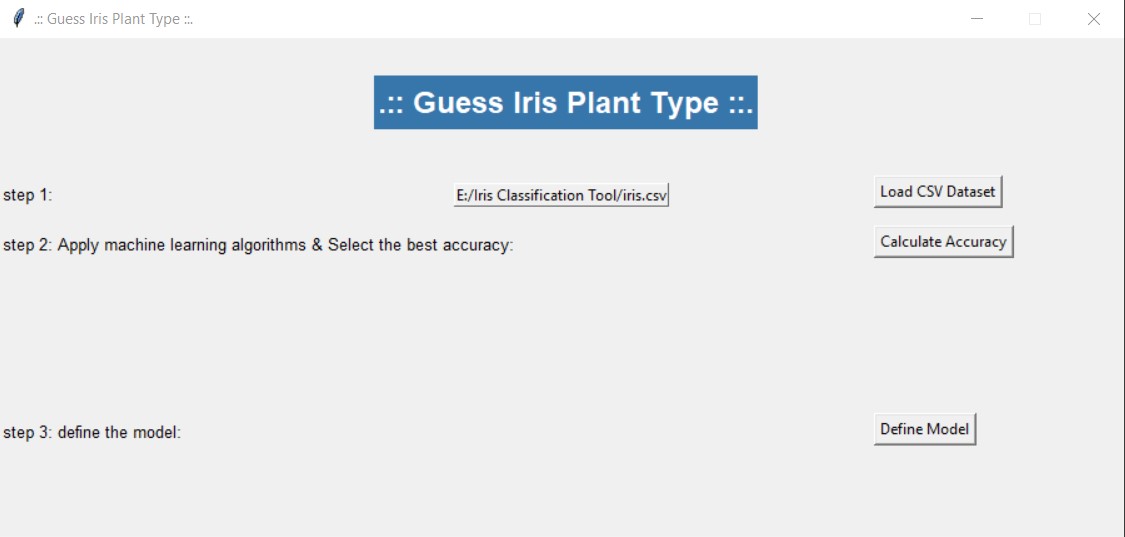 .:: Guess Iris Plant Type ::.
.:: Guess Iris Plant Type ::.
step 1: E:/Iris Classification Tool/iris.csv Load CSV Dataset
step 2: Apply machine learning algorithms & Select the best accuracy: Calculate Accuracy
step 3: define the model: Define Model